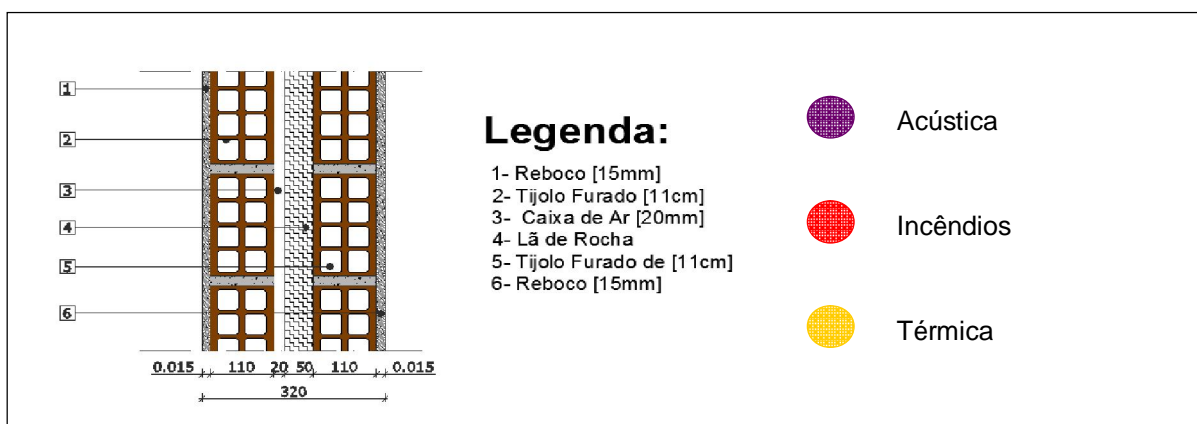 1
2
3
4
5
6
0.015 110 20 50 110 0.015
320
Legenda:
1- Reboco [15mm]
2- Tijolo Furado [11cm]
3- Caixa de Ar [20mm]
4- Lã de Rocha
5- Tijolo Furado de [11cm]
6- Reboco [15mm]
Acústica
Incêndios
Térmica